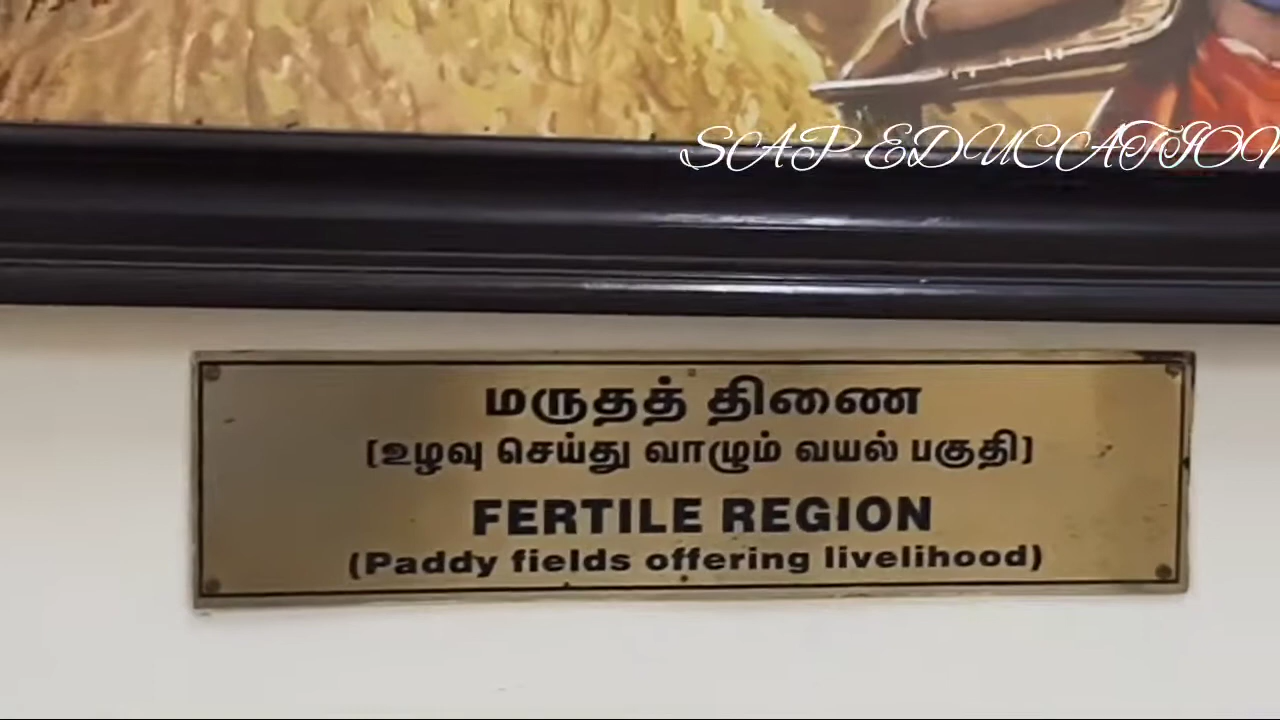 SAP EDUCATION
மருதத் திணை
(உழவு செய்து வாழும் வயல் பகுதி)
FERTILE REGION
(Paddy fields offering livelihood)